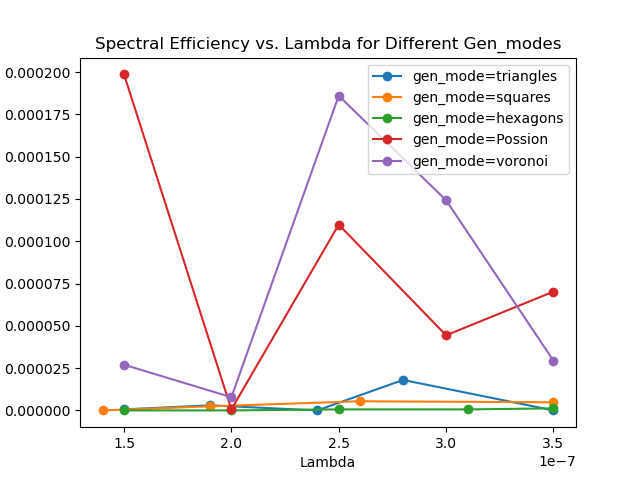 Spectral Efficiency vs. Lambda for Different Gen_modes
0.000200
0.000175
0.000150
0.000125
0.000100
0.000075
0.000050
0.000025
0.000000
gen_mode=triangles
gen_mode=squares
gen_mode=hexagons
gen_mode=Possion
gen_mode=voronoi
1.5 2.0 2.5 3.0 3.5
1e−7
Lambda